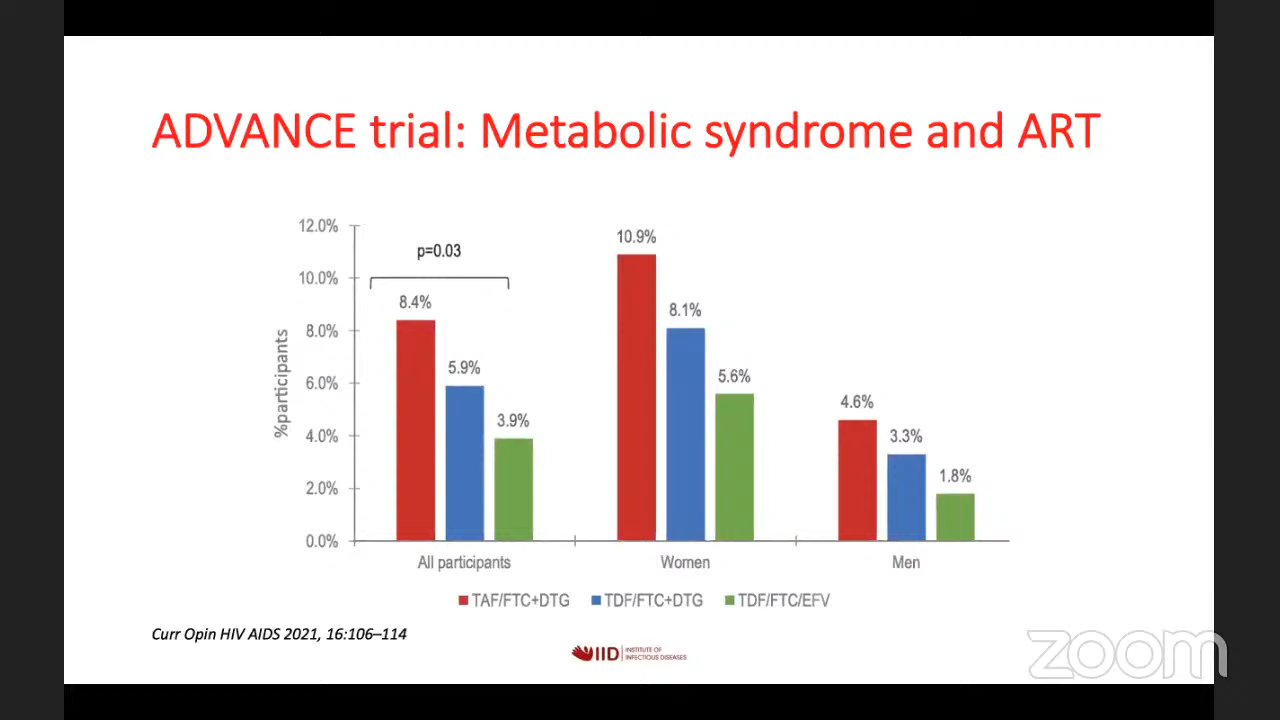 ADVANCE trial: Metabolic syndrome and ART
12.0%
10.0%
8.0%
6.0%
4.0%
2.0%
0.0%
%participants
p=0.03
8.4%
5.9%
3.9%
10.9%
8.1%
5.6%
4.6%
3.3%
1.8%
All participants
Women
Men
TAF/FTC+DTG
TDF/FTC+DTG
TDF/FTC/EFV
Curr Opin HIV AIDS 2021, 16:106–114
IID
INSTITUTE OF
INFECTIOUS DISEASES
zoom